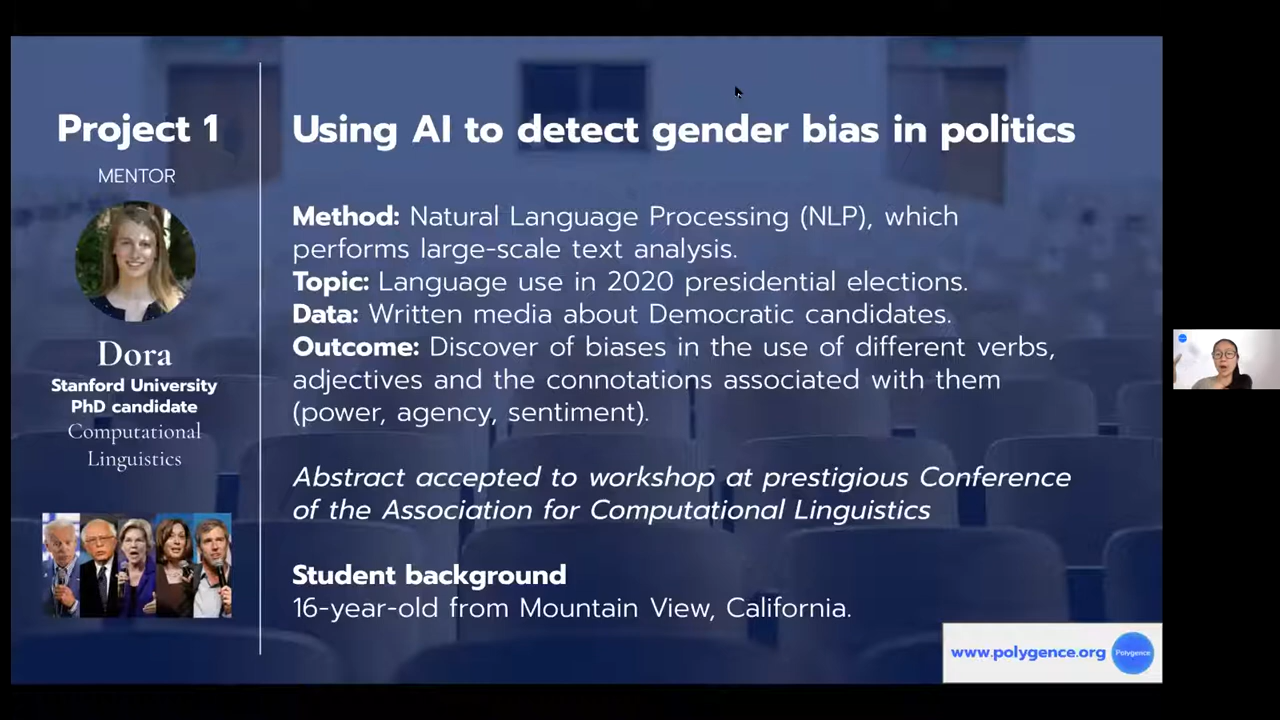 Project 1
MENTOR
Dora
Stanford University
PhD candidate
Computational
Linguistics
Using AI to detect gender bias in politics
Method: Natural Language Processing (NLP), which
performs large-scale text analysis.
Topic: Language use in 2020 presidential elections.
Data: Written media about Democratic candidates.
Outcome: Discover of biases in the use of different verbs,
adjectives and the connotations associated with them
(power, agency, sentiment).
Abstract accepted to workshop at prestigious Conference
of the Association for Computational Linguistics
Student background
16-year-old from Mountain View, California.
www.polygence.org
Polygence